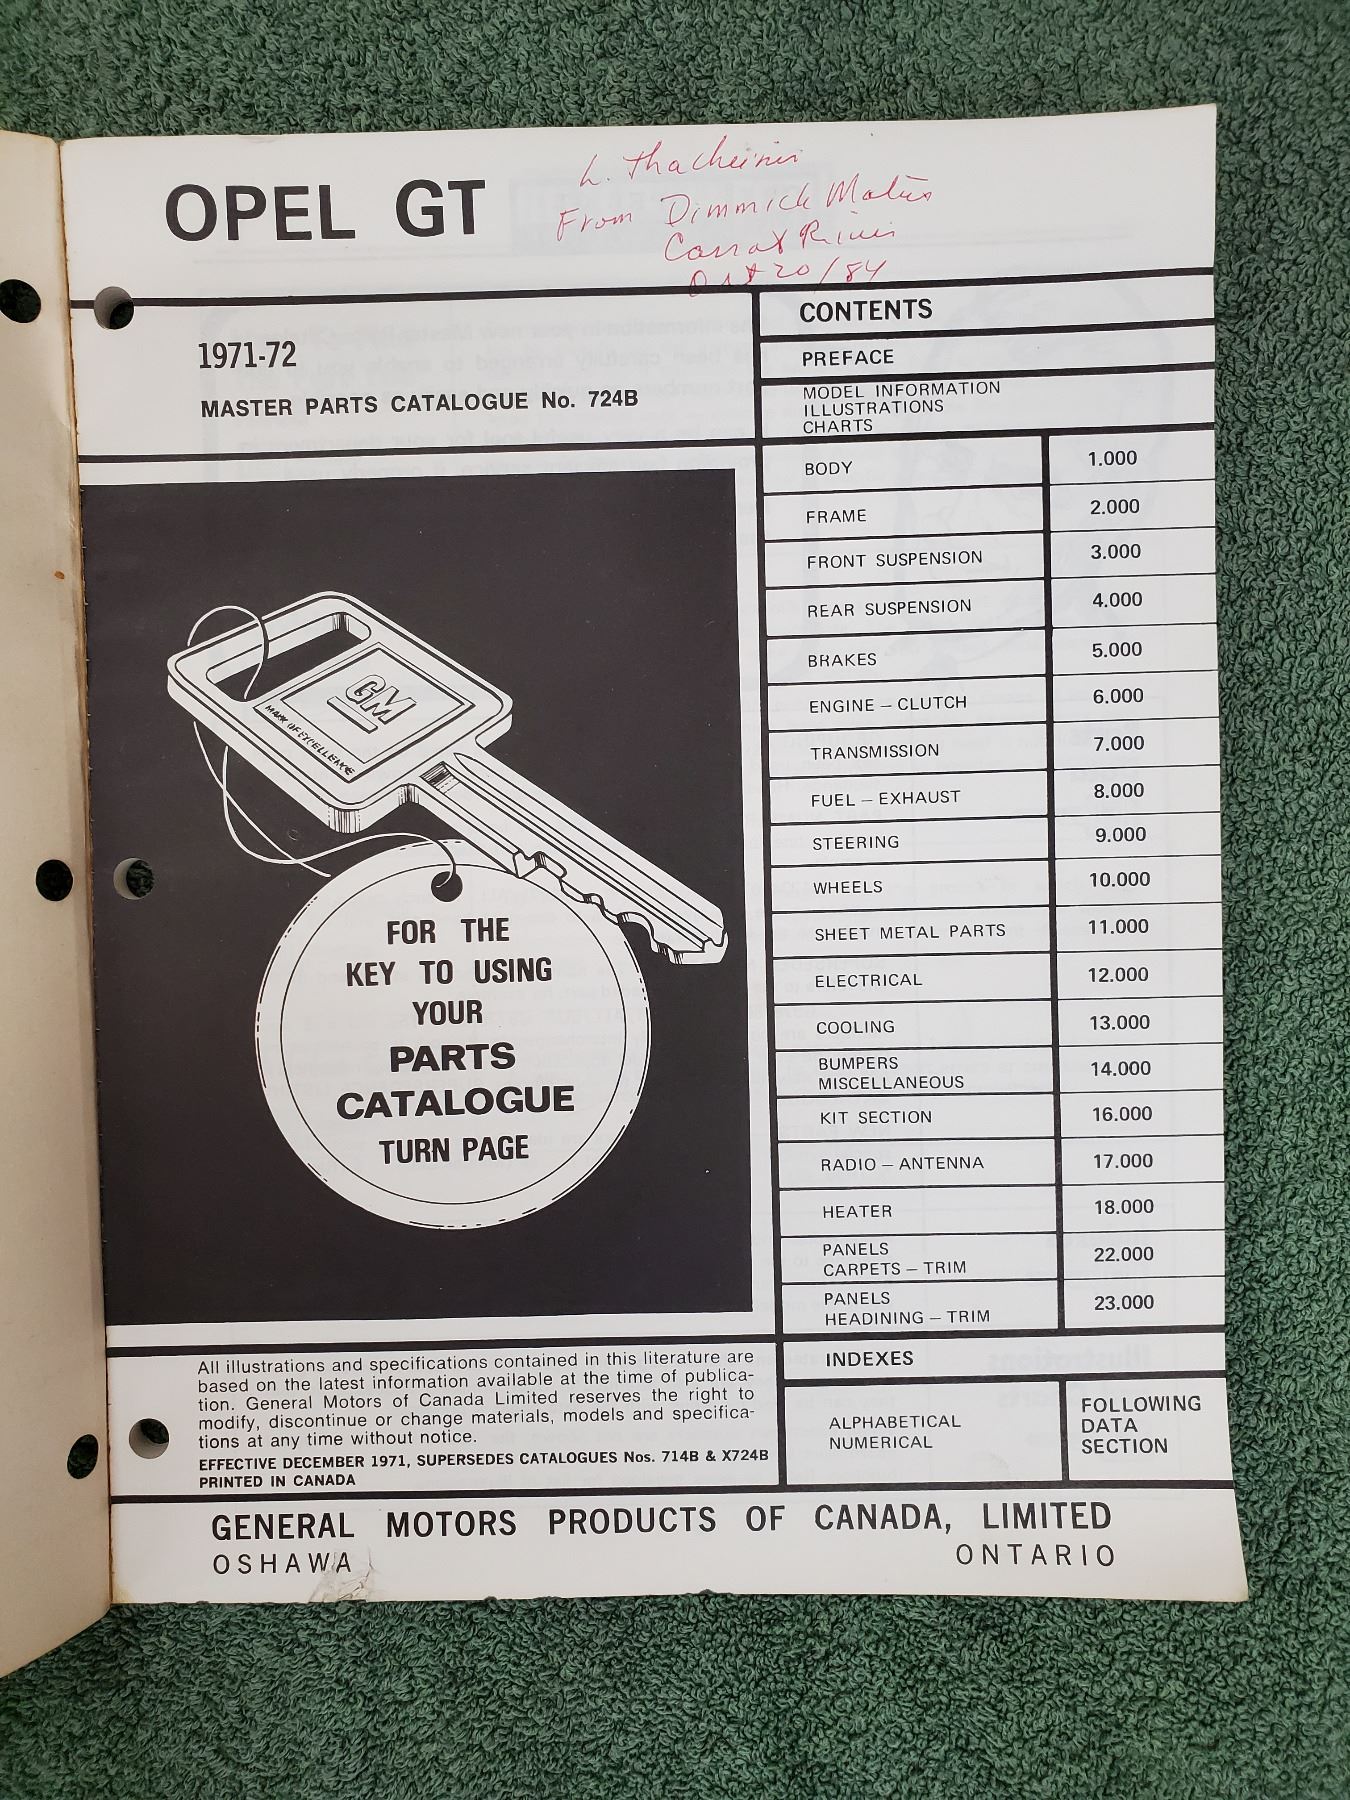 OPEL GT
From Dimmick Motors
Carrot River
Oct 20/84
1971-72
MASTER PARTS CATALOGUE No. 724B
GM
MARK OF EXCELLENCE
FOR THE
KEY TO USING
YOUR
PARTS
CATALOGUE
TURN PAGE
CONTENTS
PREFACE
MODEL INFORMATION
ILLUSTRATIONS
CHARTS
BODY 1.000
FRAME 2.000
FRONT SUSPENSION 3.000
REAR SUSPENSION 4.000
BRAKES 5.000
ENGINE – CLUTCH 6.000
TRANSMISSION 7.000
FUEL – EXHAUST 8.000
STEERING 9.000
WHEELS 10.000
SHEET METAL PARTS 11.000
ELECTRICAL 12.000
COOLING 13.000
BUMPERS
MISCELLANEOUS 14.000
KIT SECTION 16.000
RADIO – ANTENNA 17.000
HEATER 18.000
PANELS
CARPETS – TRIM 22.000
PANELS
HEADINING – TRIM 23.000
INDEXES
ALPHABETICAL
NUMERICAL
FOLLOWING
DATA
SECTION
All illustrations and specifications contained in this literature are
based on the latest information available at the time of publica-
tion. General Motors of Canada Limited reserves the right to
modify, discontinue or change materials, models and specifica-
tions at any time without notice.
EFFECTIVE DECEMBER 1971, SUPERSEDES CATALOGUES Nos. 714B & X724B
PRINTED IN CANADA
GENERAL MOTORS PRODUCTS OF CANADA, LIMITED
OSHAWA ONTARIO